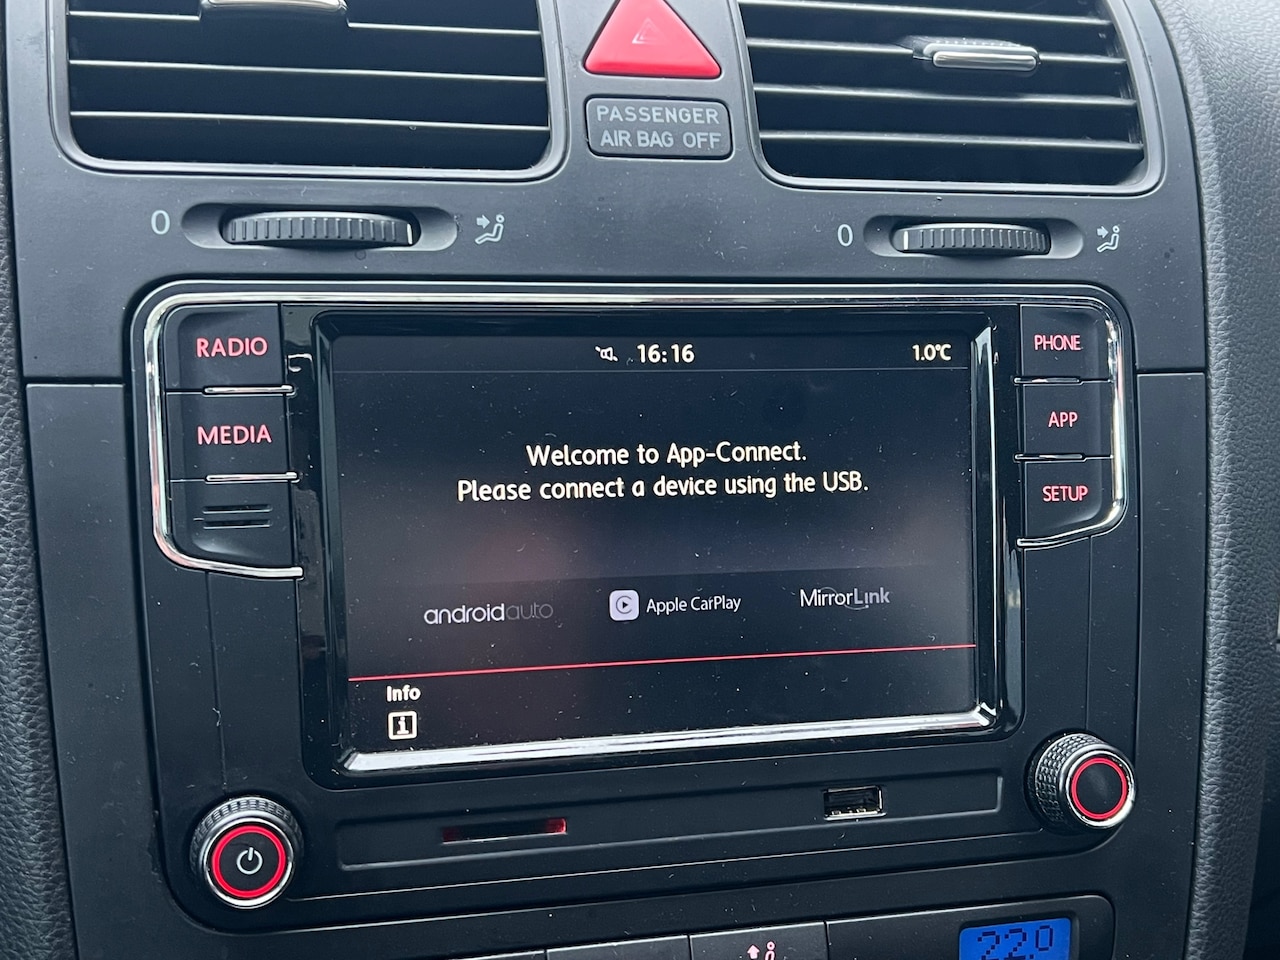 PASSENGER
AIR BAG OFF
0
0
RADIO
MEDIA
16:16
1.0°C
PHONE
APP
SETUP
Welcome to App-Connect.
Please connect a device using the USB.
androidauto
Apple CarPlay
MirrorLink
Info
i
22.0